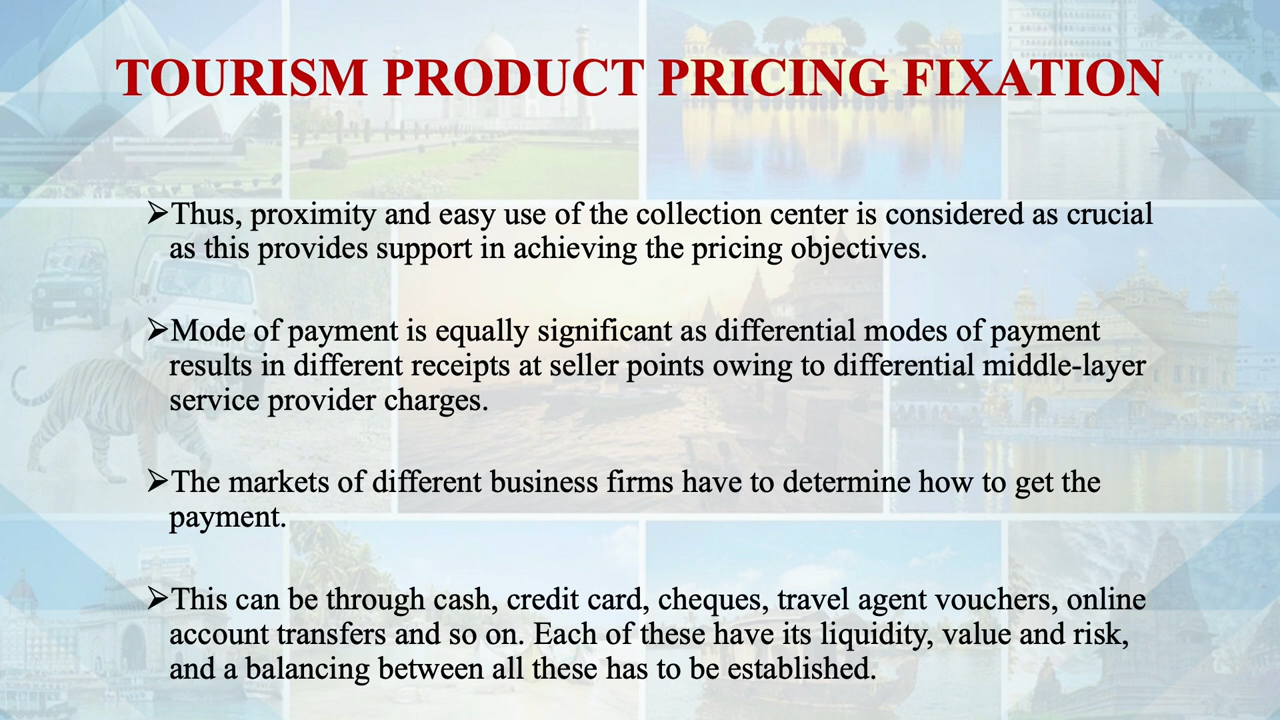 TOURISM PRODUCT PRICING FIXATION
➢Thus, proximity and easy use of the collection center is considered as crucial
as this provides support in achieving the pricing objectives.
➢Mode of payment is equally significant as differential modes of payment
results in different receipts at seller points owing to differential middle-layer
service provider charges.
➢The markets of different business firms have to determine how to get the
payment.
➢This can be through cash, credit card, cheques, travel agent vouchers, online
account transfers and so on. Each of these have its liquidity, value and risk,
and a balancing between all these has to be established.